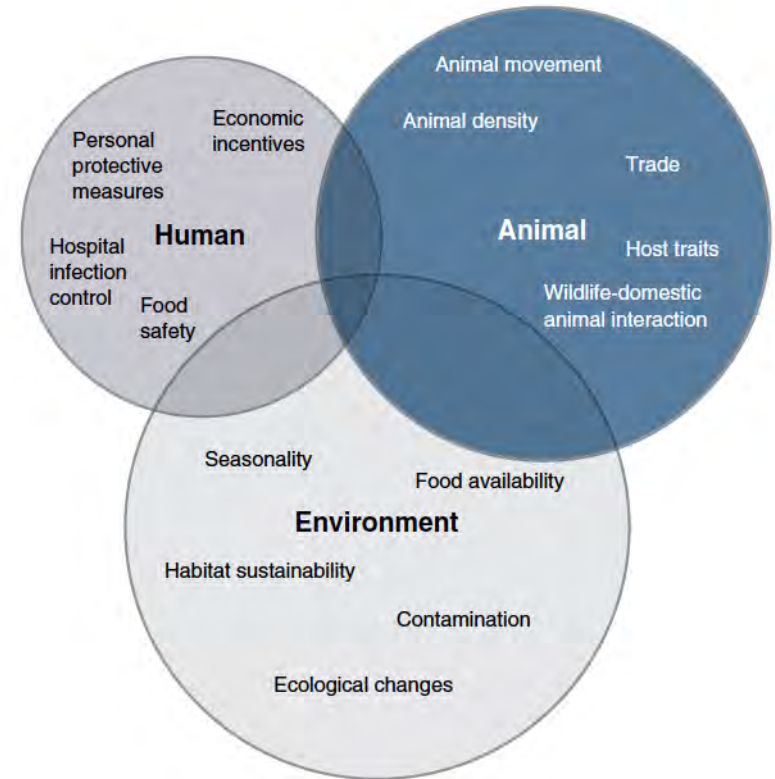 Economic
incentives
Personal
protective
measures
Human
Hospital
infection
control
Food
safety
Animal movement
Animal density
Trade
Animal
Host traits
Wildlife-domestic
animal interaction
Seasonality
Food availability
Environment
Habitat sustainability
Contamination
Ecological changes